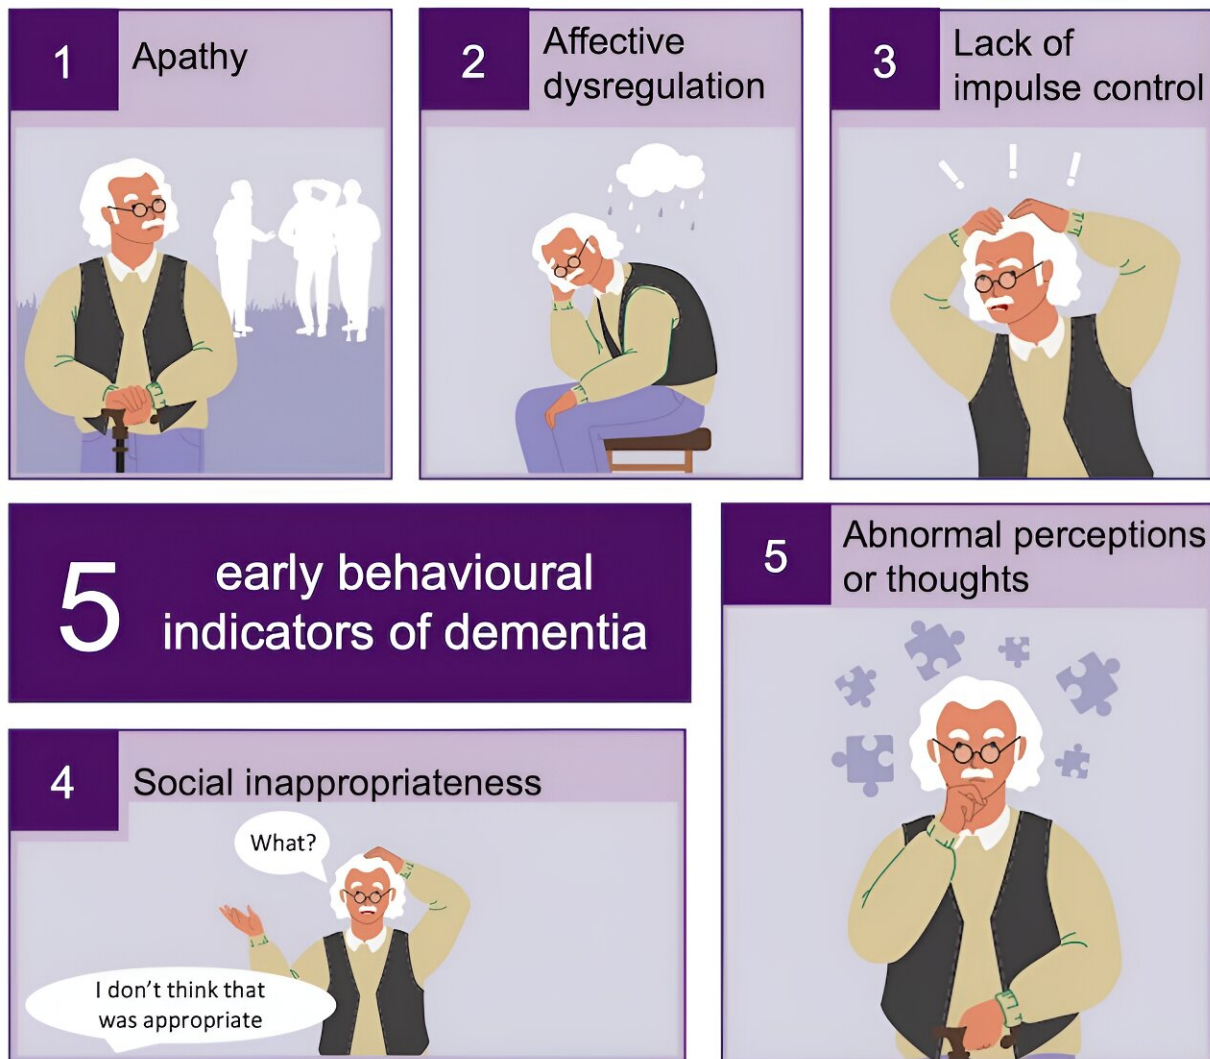 1
Apathy
2
Affective
dysregulation
3
Lack of
impulse control
5
early behavioural
indicators of dementia
4
Social inappropriateness
What?
I don't think that
was appropriate
5
Abnormal perceptions
or thoughts